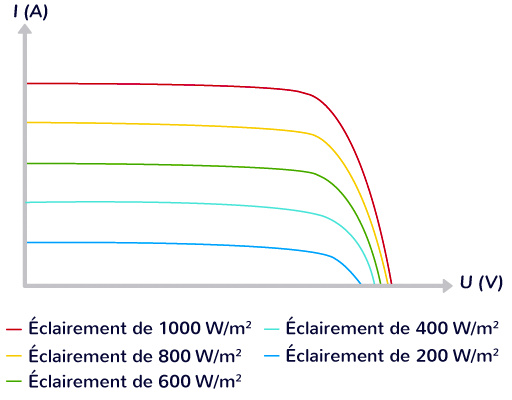 I (A)
U (V)
Éclairement de 1000 W/m²
Éclairement de 800 W/m²
Éclairement de 600 W/m²
Éclairement de 400 W/m²
Éclairement de 200 W/m²